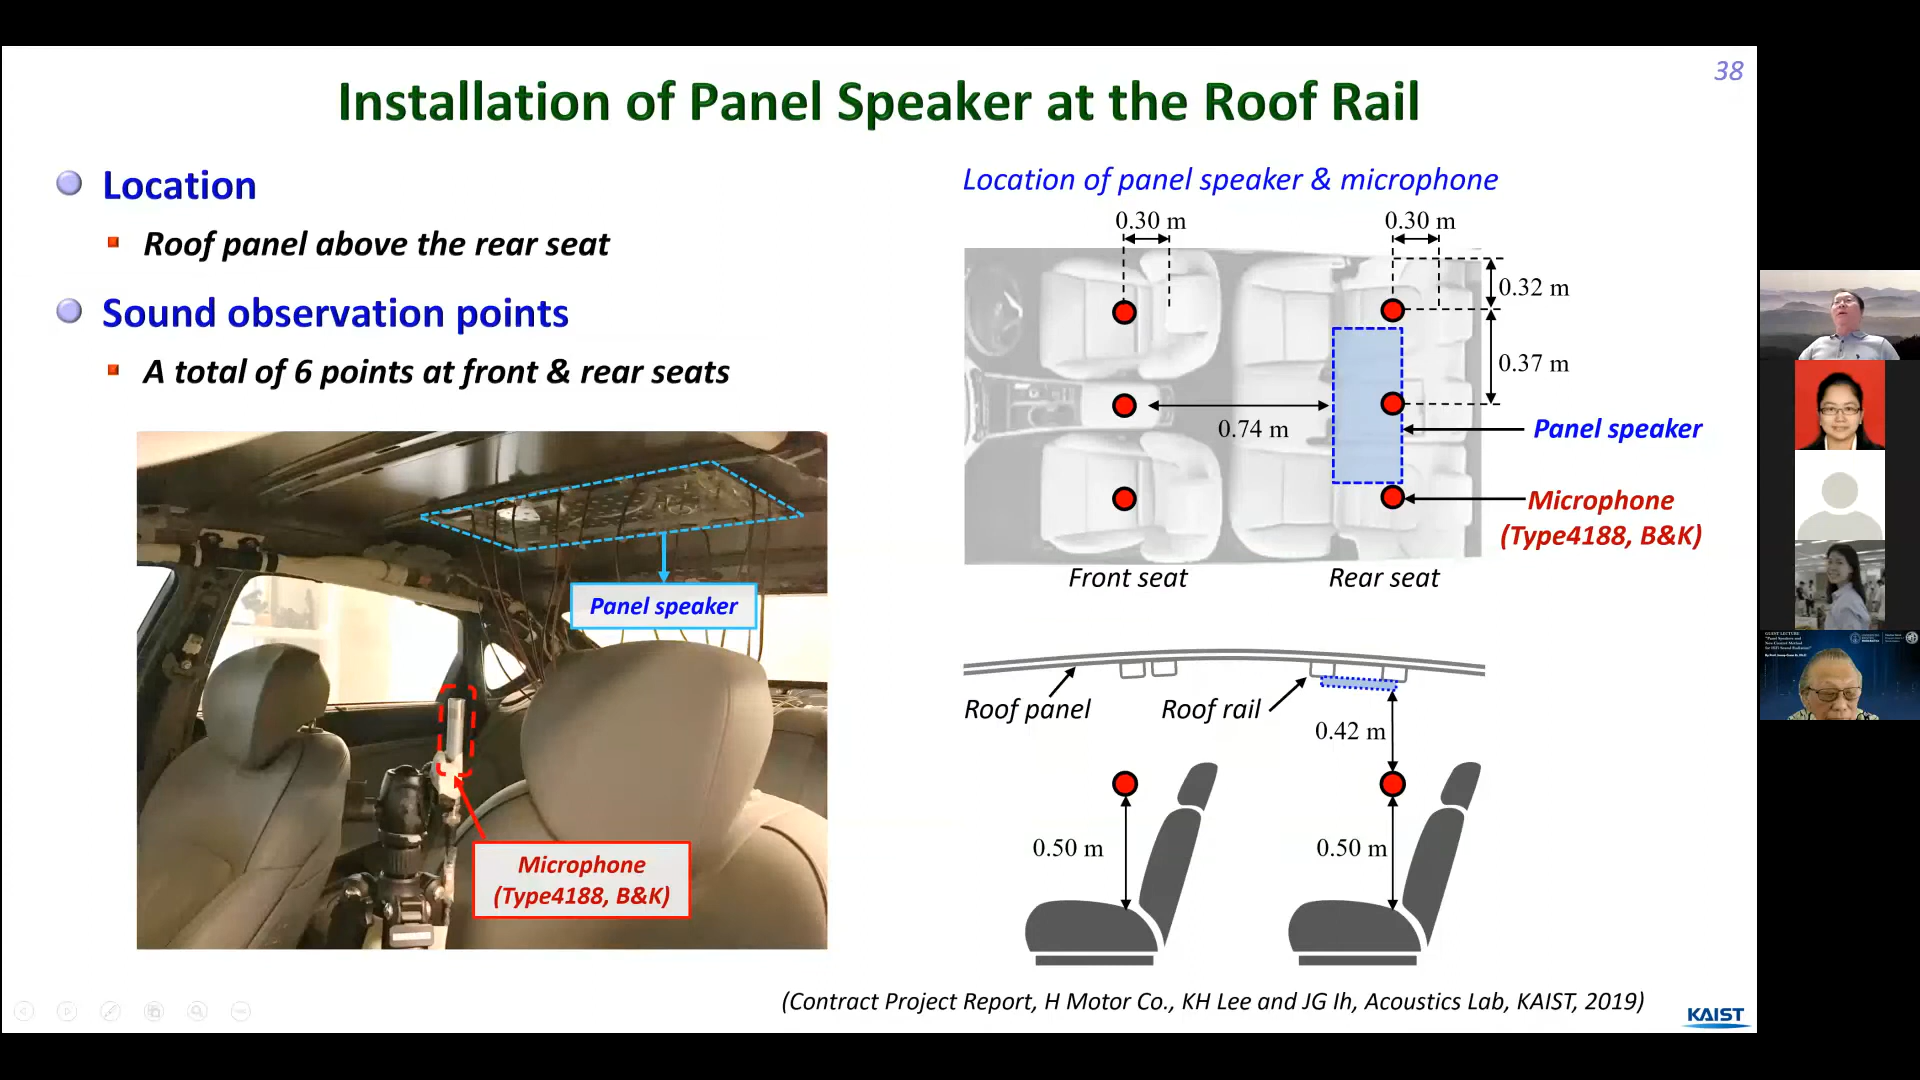 38
Installation of Panel Speaker at the Roof Rail
Location
Roof panel above the rear seat
Sound observation points
A total of 6 points at front & rear seats
Panel speaker
Microphone
(Type4188, B&K)
Location of panel speaker & microphone
0.30 m
0.30 m
0.32 m
0.37 m
0.74 m
Panel speaker
Microphone
(Type4188, B&K)
Front seat
Rear seat
Roof panel
Roof rail
0.42 m
0.50 m
0.50 m
(Contract Project Report, H Motor Co., KH Lee and JG Ih, Acoustics Lab, KAIST, 2019)
KAIST
GUEST LECTURE